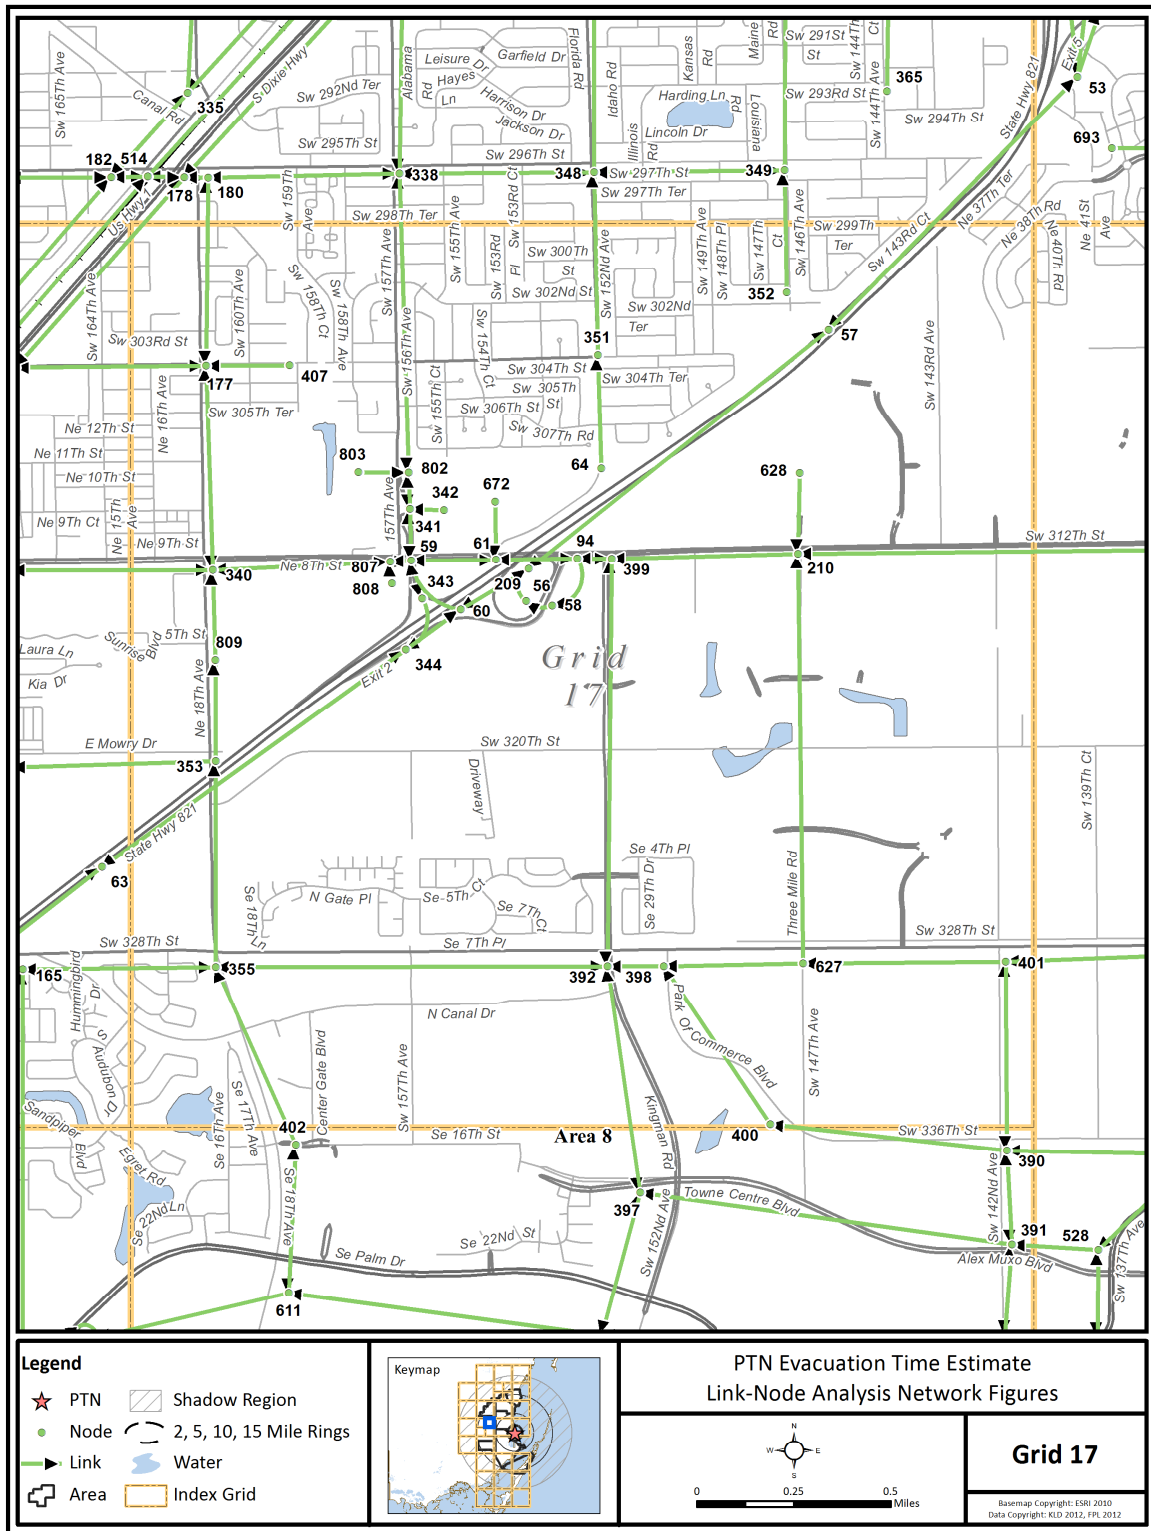 Sw 165Th Ave
Canal Rd
335
S Dixie Hwy
Sw 292Nd Ter
Sw 295Th St
Alabama
Rd
Leisure Dr
Hayes
Ln
Garfield Dr
Harrison Dr
Jackson Dr
Florida Rd
Idaho Rd
Kansas
Rd
Maine
Rd
Harding Ln
Rd
Louisiana
Lincoln Dr
Illinois
Rd
Sw 291St
St
Sw 293Rd St
Sw 144Th
Ct
Sw 144Th Ave
365
Sw 294Th St
State Hwy 821
Exit 5
53
693
182
514
178
180
338
Sw 296Th St
348
Sw 297Th St
Sw 297Th Ter
349
Us Hwy 1
Sw 159Th
Ave
Sw 298Th Ter
Sw 157Th Ave
Sw 155Th Ave
Sw 153Rd Ct
Sw 153Rd
Pl
Sw 300Th
St
Sw 302Nd St
Sw 152Nd Ave
Sw 302Nd
Ter
Sw 149Th Ave
Sw 148Th Pl
Sw 147Th
Ct
Sw 146Th Ave
Sw 299Th
Ter
352
Sw 143Rd Ct
Ne 37Th Ter
Ne 38Th Rd
Ne 40Th Rd
Ne 41St
Ave
Sw 164Th Ave
Sw 303Rd St
Sw 160Th Ave
Sw 158Th Ct
Sw 158Th Ave
Sw 156Th Ave
Sw 154Th Ct
Sw 155Th Ct
351
57
Sw 143Rd Ave
177
407
Sw 304Th St
Sw 304Th Ter
Sw 305Th
St
Sw 306Th St
Sw 307Th Rd
Sw 305Th Ter
Ne 16Th Ave
Ne 12Th St
Ne 11Th St
Ne 10Th St
Ne 9Th Ct
Ne 15Th
Ave
Ne 9Th St
803
802
342
341
672
64
628
157Th Ave
340
Ne 8Th St
807
808
59
61
94
399
343
209
56
58
60
210
Sw 312Th St
344
Exit 2
Grid
17
Laura Ln
Kia Dr
Sunrise
Blvd
5Th St
809
Ne 18Th Ave
E Mowry Dr
353
Sw 320Th St
Driveway
Sw 139Th Ct
State Hwy 821
63
Se 4Th Pl
Se 29Th Dr
N Gate Pl
Se 5Th Ct
Se 7Th
Ct
Se 18Th
Ln
Three Mile Rd
Sw 328Th St
Se 7Th Pl
Sw 328Th St
165
355
392
398
627
401
Hummingbird
Dr
S
Audubon Dr
N Canal Dr
Park Of Commerce Blvd
Sw 147Th Ave
Sandpiper
Blvd
Egret Rd
Se 22Nd Ln
Se 16Th Ave
Se 17Th Ave
Center Gate Blvd
Sw 157Th Ave
402
Se 16Th St
Area 8
Kingman Rd
400
Sw 336Th St
390
Se 18Th Ave
397
Towne Centre Blvd
Sw 152Nd Ave
Sw 142Nd Ave
391
528
Alex Muxo Blvd
Sw 137Th Ave
Se 22Nd St
Se Palm Dr
611
Legend
PTN
Shadow Region
Node
2, 5, 10, 15 Mile Rings
Link
Water
Area
Index Grid
Keymap
PTN Evacuation Time Estimate
Link-Node Analysis Network Figures
N
W
E
S
0
0.25
0.5
Miles
Grid 17
Basemap Copyright: ESRI 2010
Data Copyright: KLD 2012, FPL 2012